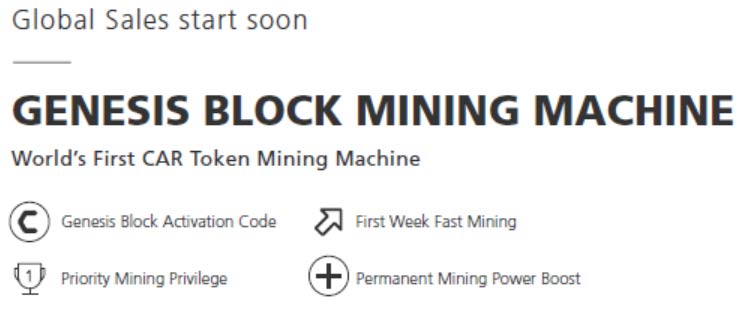 Global Sales start soon
GENESIS BLOCK MINING MACHINE
World's First CAR Token Mining Machine
C Genesis Block Activation Code
First Week Fast Mining
1 Priority Mining Privilege
Permanent Mining Power Boost